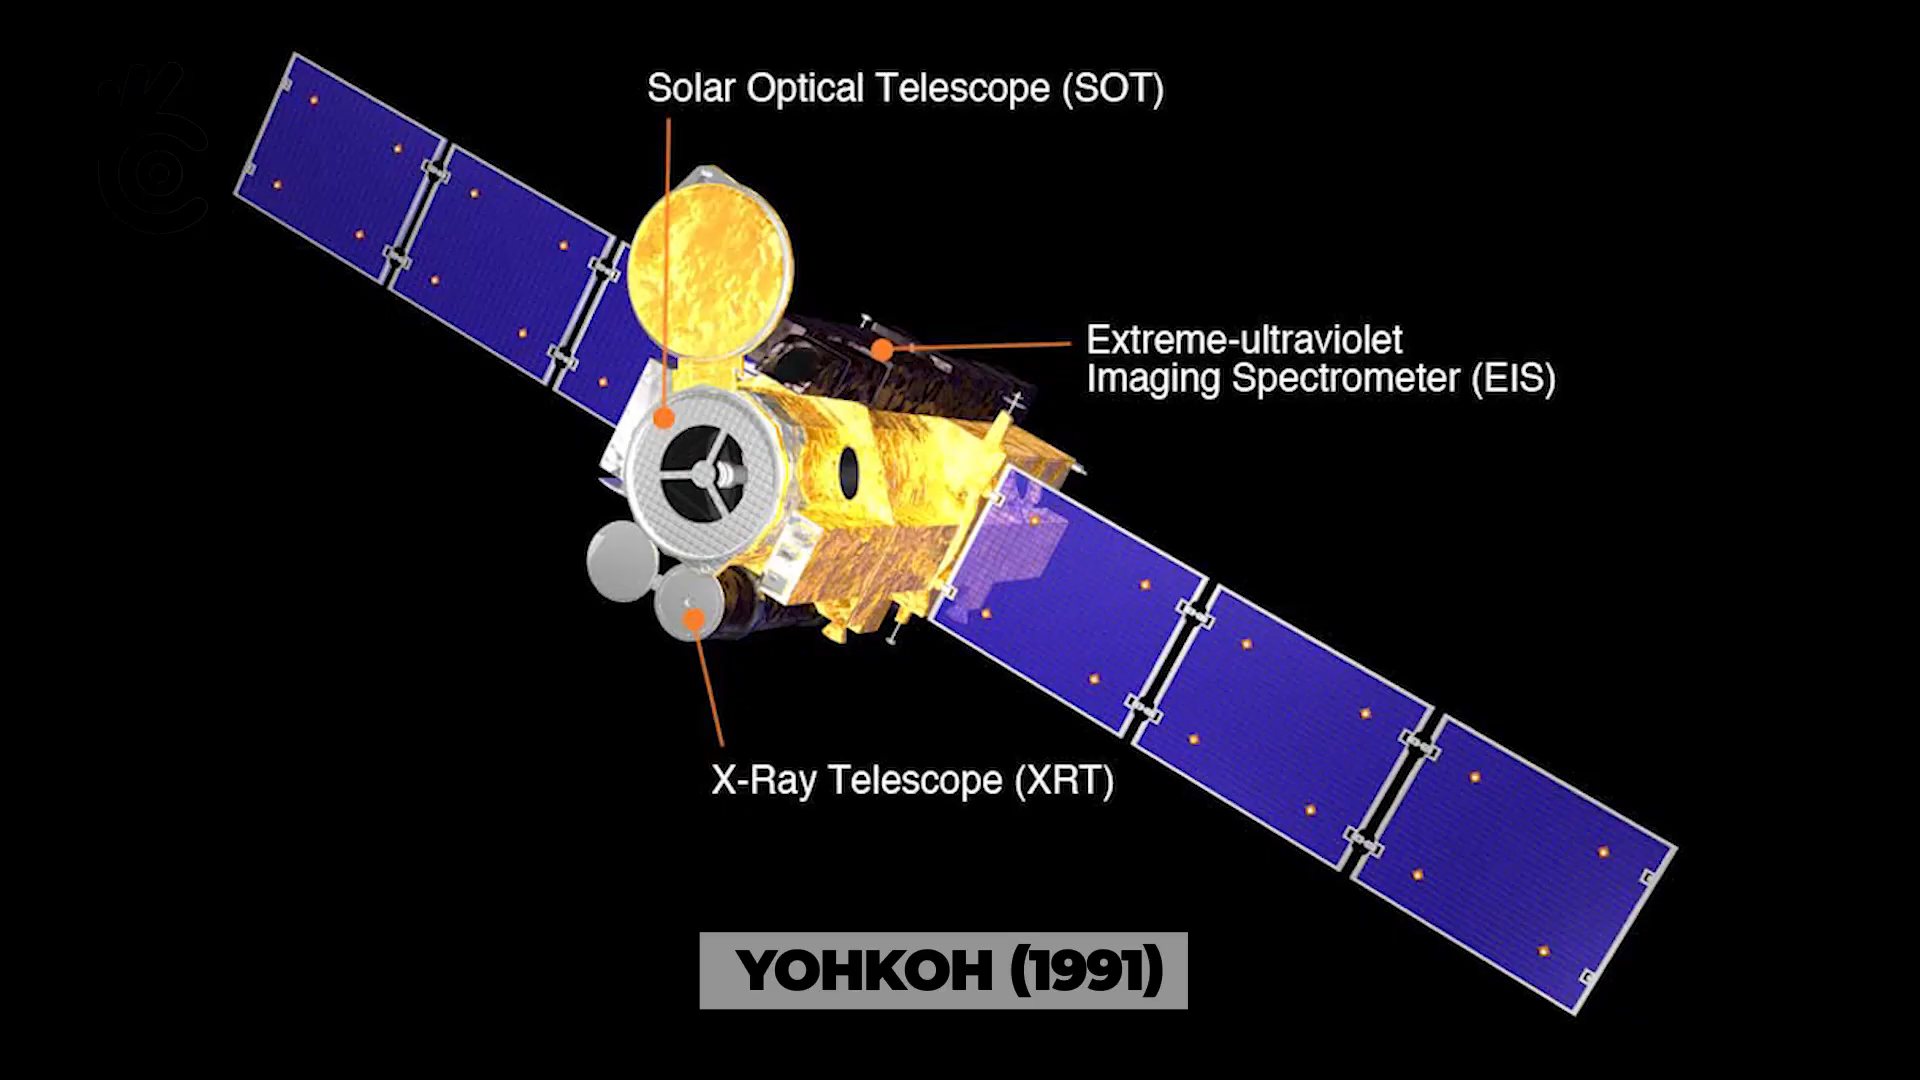 Solar Optical Telescope (SOT)
Extreme-ultraviolet
Imaging Spectrometer (EIS)
X-Ray Telescope (XRT)
YOHKOH (1991)